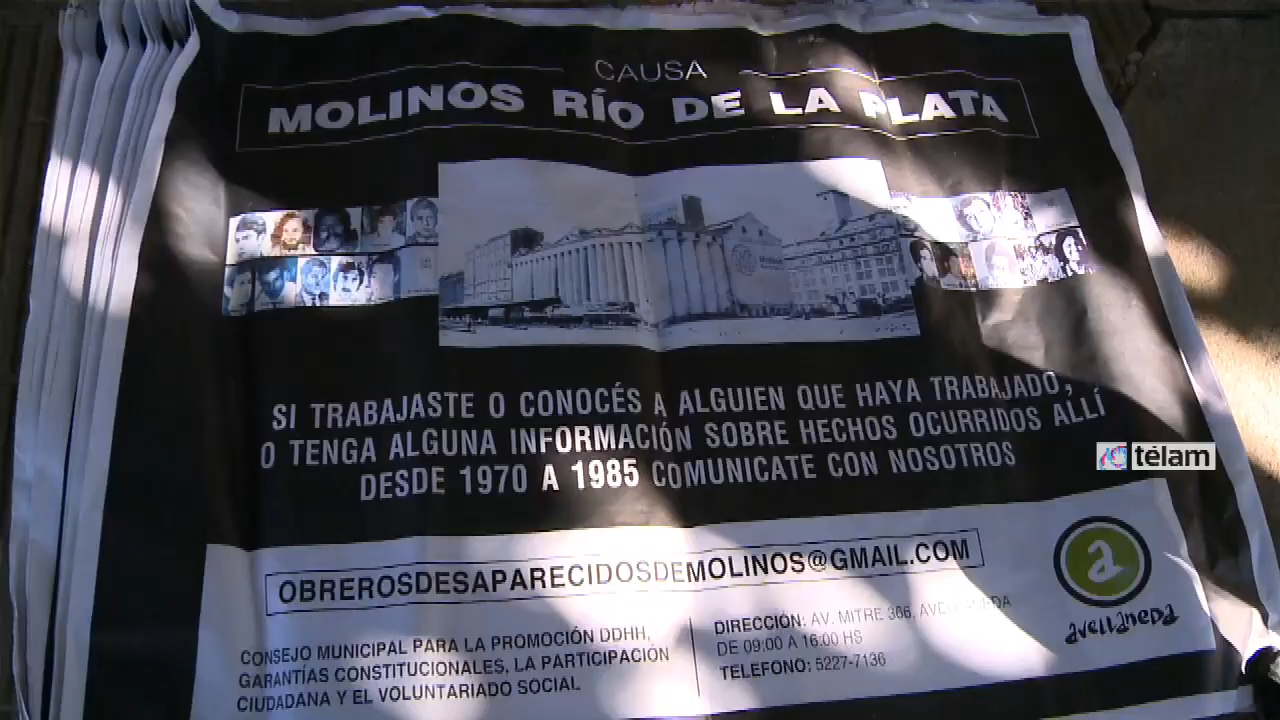 CAUSA
MOLINOS RÍO DE LA PLATA
SI TRABAJASTE O CONOCÉS A ALGUIEN QUE HAYA TRABAJADO,
O TENGA ALGUNA INFORMACIÓN SOBRE HECHOS OCURRIDOS ALLÍ
DESDE 1970 A 1985 COMUNICATE CON NOSOTROS
télam
OBREROSDESAPARECIDOSDEMOLINOS@GMAIL.COM
CONSEJO MUNICIPAL PARA LA PROMOCIÓN DDHH,
GARANTÍAS CONSTITUCIONALES, LA PARTICIPACIÓN
CIUDADANA Y EL VOLUNTARIADO SOCIAL
DIRECCIÓN: AV. MITRE 366, AVELLANEDA
DE 09:00 A 16:00 HS
TELEFONO: 5227-7136
a
avellaneda